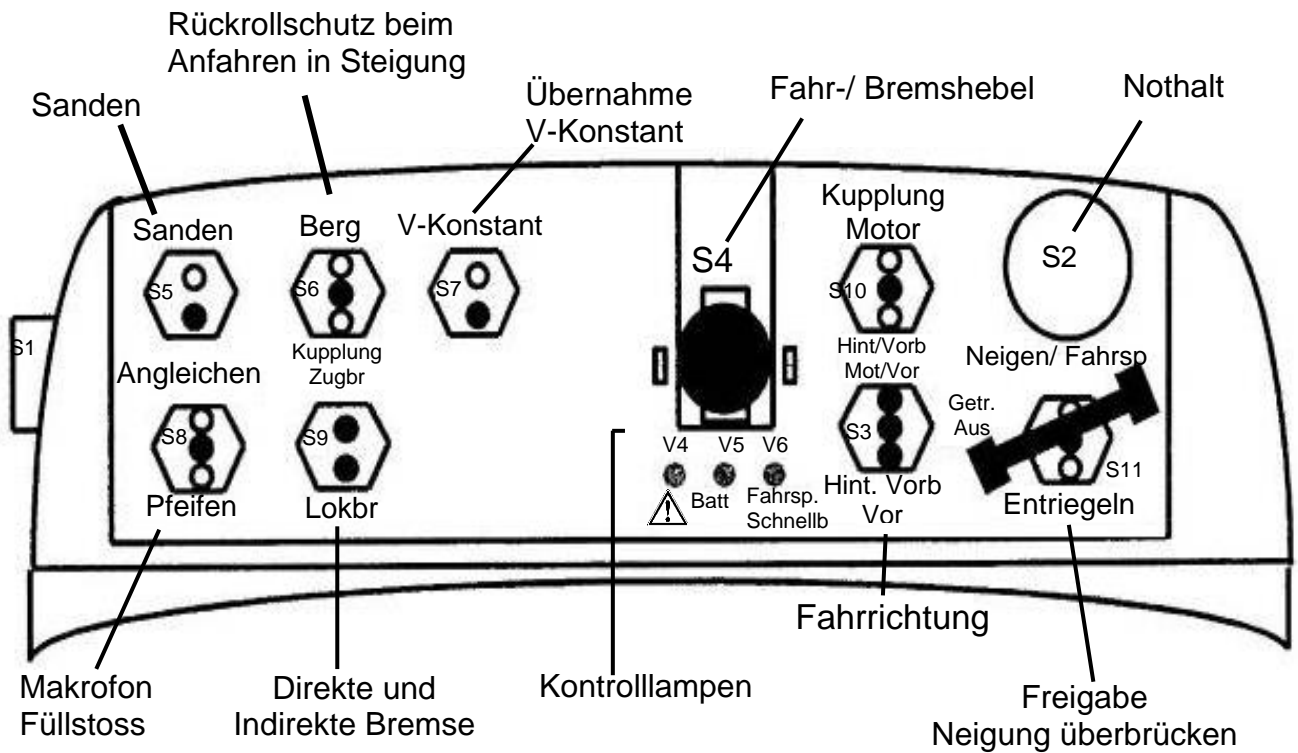 Rückrollschutz beim
Anfahren in Steigung
Sanden
Übernahme
V-Konstant
Fahr-/ Bremshebel
Nothalt
Sanden
Berg
V-Konstant
Kupplung
Motor
S4
S2
S5
S6
S7
S10
S1
Angleichen
Kupplung
Zugbr
Hint/Vorb
Mot/Vor
Neigen/ Fahrsp
Getr.
Aus
S8
S9
S3
S11
V4 V5 V6
Pfeifen
Lokbr
Batt
Fahrsp.
Schnellb
Hint. Vorb
Vor
Entriegeln
Fahrrichtung
Makrofon
Füllstoss
Direkte und
Indirekte Bremse
Kontrolllampen
Freigabe
Neigung überbrücken